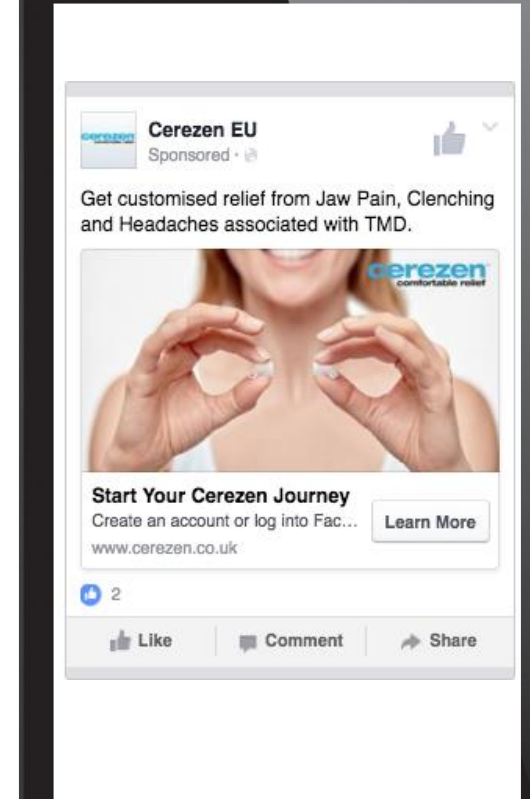 cerezen
Cerezen EU
Sponsored ·
Get customised relief from Jaw Pain, Clenching
and Headaches associated with TMD.
cerezen
comfortable relief
Start Your Cerezen Journey
Create an account or log into Fac...
Learn More
www.cerezen.co.uk
2
Like
Comment
Share